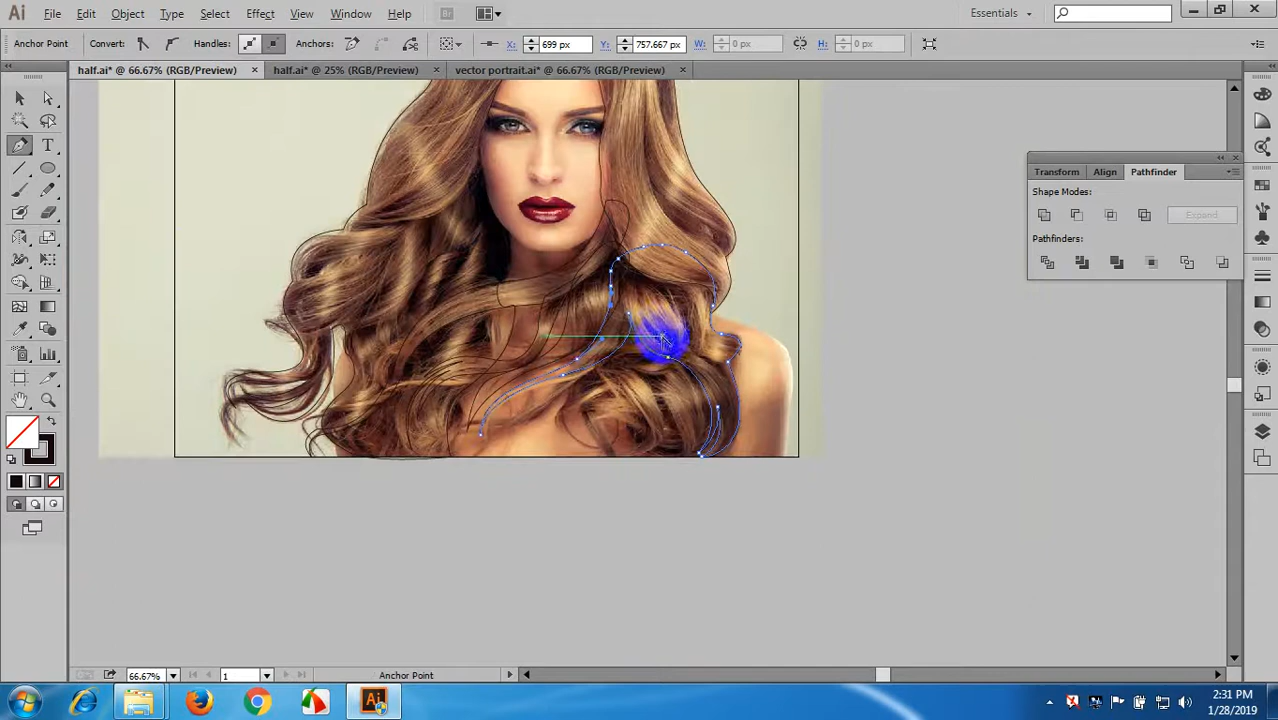 Ai File Edit Object Type Select Effect View Window Help Br Essentials
Anchor Point Convert: Handles: Anchors: X: 699 px Y: 757.667 px W: 0 px H: 0 px
half.ai* @ 66.67% (RGB/Preview) half.ai* @ 25% (RGB/Preview) vector portrait.ai* @ 66.67% (RGB/Preview)
Transform Align Pathfinder
Shape Modes:
Expand
Pathfinders:
66.67% 1 Anchor Point
Ai 2:31 PM
1/28/2019